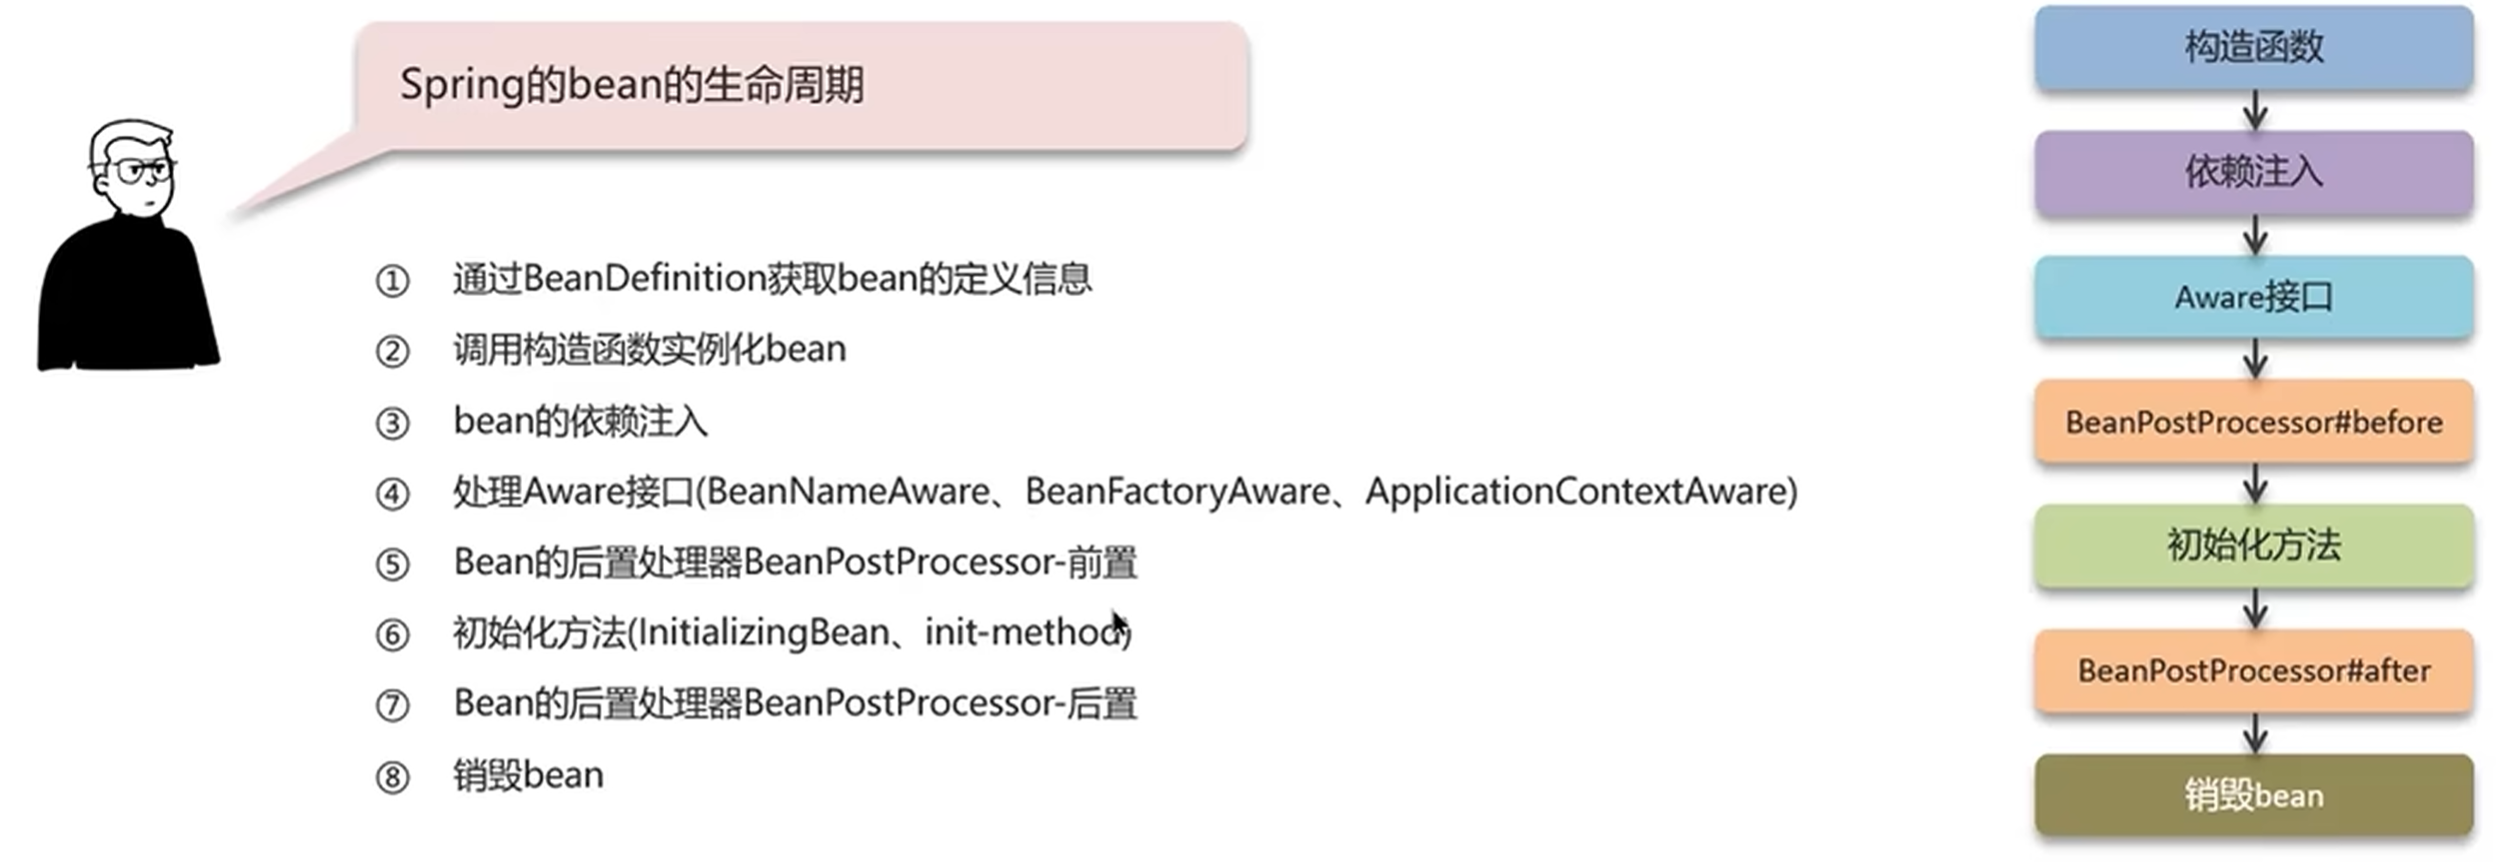 Spring的bean的生命周期
① 通过BeanDefinition获取bean的定义信息
② 调用构造函数实例化bean
③ bean的依赖注入
④ 处理Aware接口(BeanNameAware、BeanFactoryAware、ApplicationContextAware)
⑤ Bean的后置处理器BeanPostProcessor-前置
⑥ 初始化方法(InitializingBean、init-method)
⑦ Bean的后置处理器BeanPostProcessor-后置
⑧ 销毁bean
构造函数
依赖注入
Aware接口
BeanPostProcessor#before
初始化方法
BeanPostProcessor#after
销毁bean